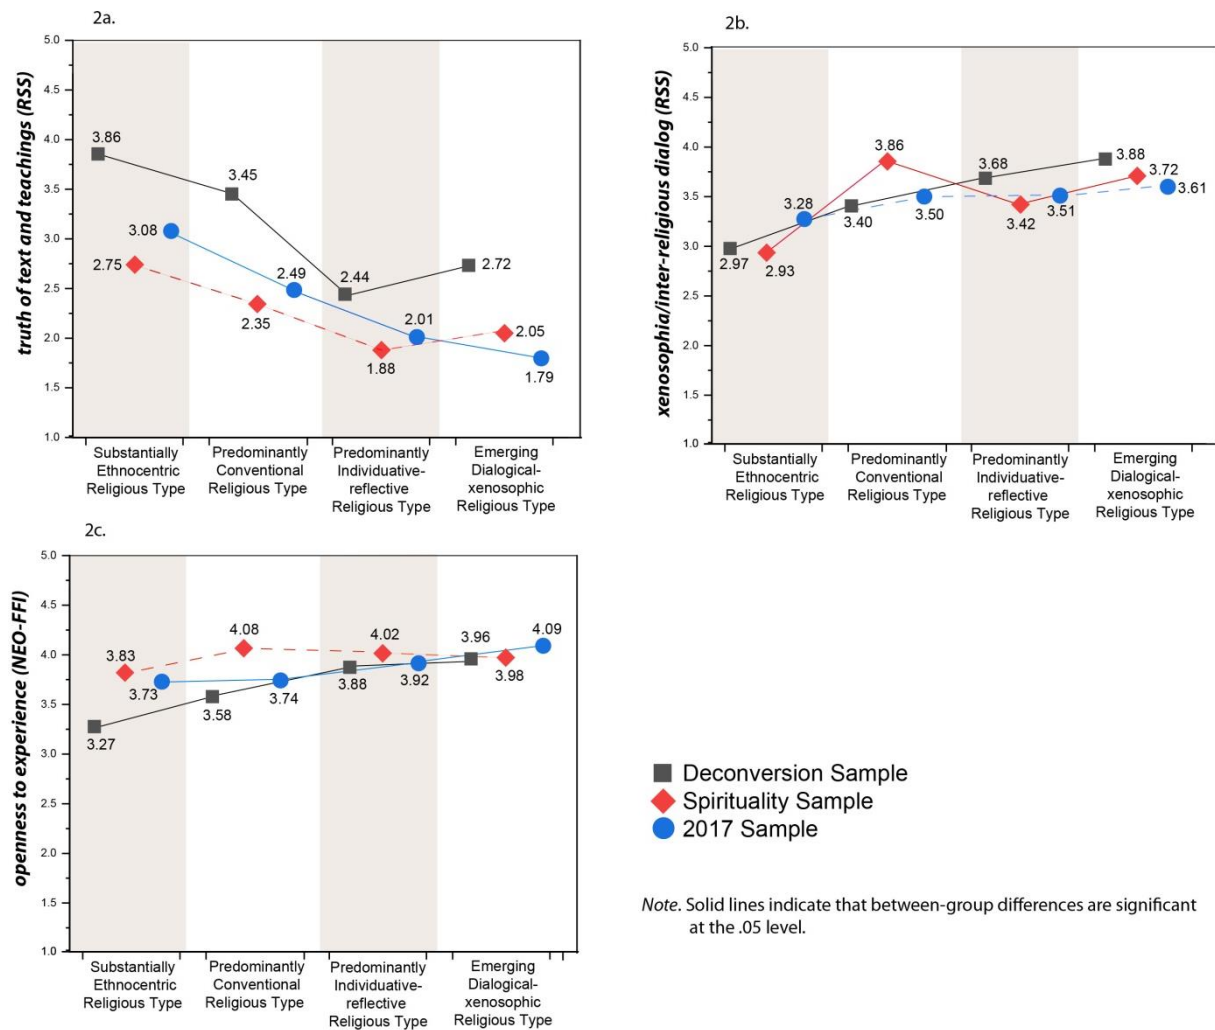 2a.
truth of text and teachings (RSS)
5.0
4.5
4.0
3.5
3.0
2.5
2.0
1.5
1.0
3.86
3.45
2.44
2.72
3.08
2.49
2.01
1.79
2.75
2.35
1.88
2.05
Substantially
Ethnocentric
Religious Type
Predominantly
Conventional
Religious Type
Predominantly
Individuative-
reflective
Religious Type
Emerging
Dialogical-
xenosophic
Religious Type
2b.
xenosophia/inter-religious dialog (RSS)
5.0
4.5
4.0
3.5
3.0
2.5
2.0
1.5
1.0
2.97
3.40
3.68
3.88
2.93
3.86
3.42
3.72
3.28
3.50
3.51
3.61
Substantially
Ethnocentric
Religious Type
Predominantly
Conventional
Religious Type
Predominantly
Individuative-
reflective
Religious Type
Emerging
Dialogical-
xenosophic
Religious Type
2c.
openness to experience (NEO-FFI)
5.0
4.5
4.0
3.5
3.0
2.5
2.0
1.5
1.0
3.83
4.08
4.02
3.98
3.73
3.74
3.92
4.09
3.27
3.58
3.88
3.96
Substantially
Ethnocentric
Religious Type
Predominantly
Conventional
Religious Type
Predominantly
Individuative-
reflective
Religious Type
Emerging
Dialogical-
xenosophic
Religious Type
Deconversion Sample
Spirituality Sample
2017 Sample
Note. Solid lines indicate that between-group differences are significant
at the .05 level.